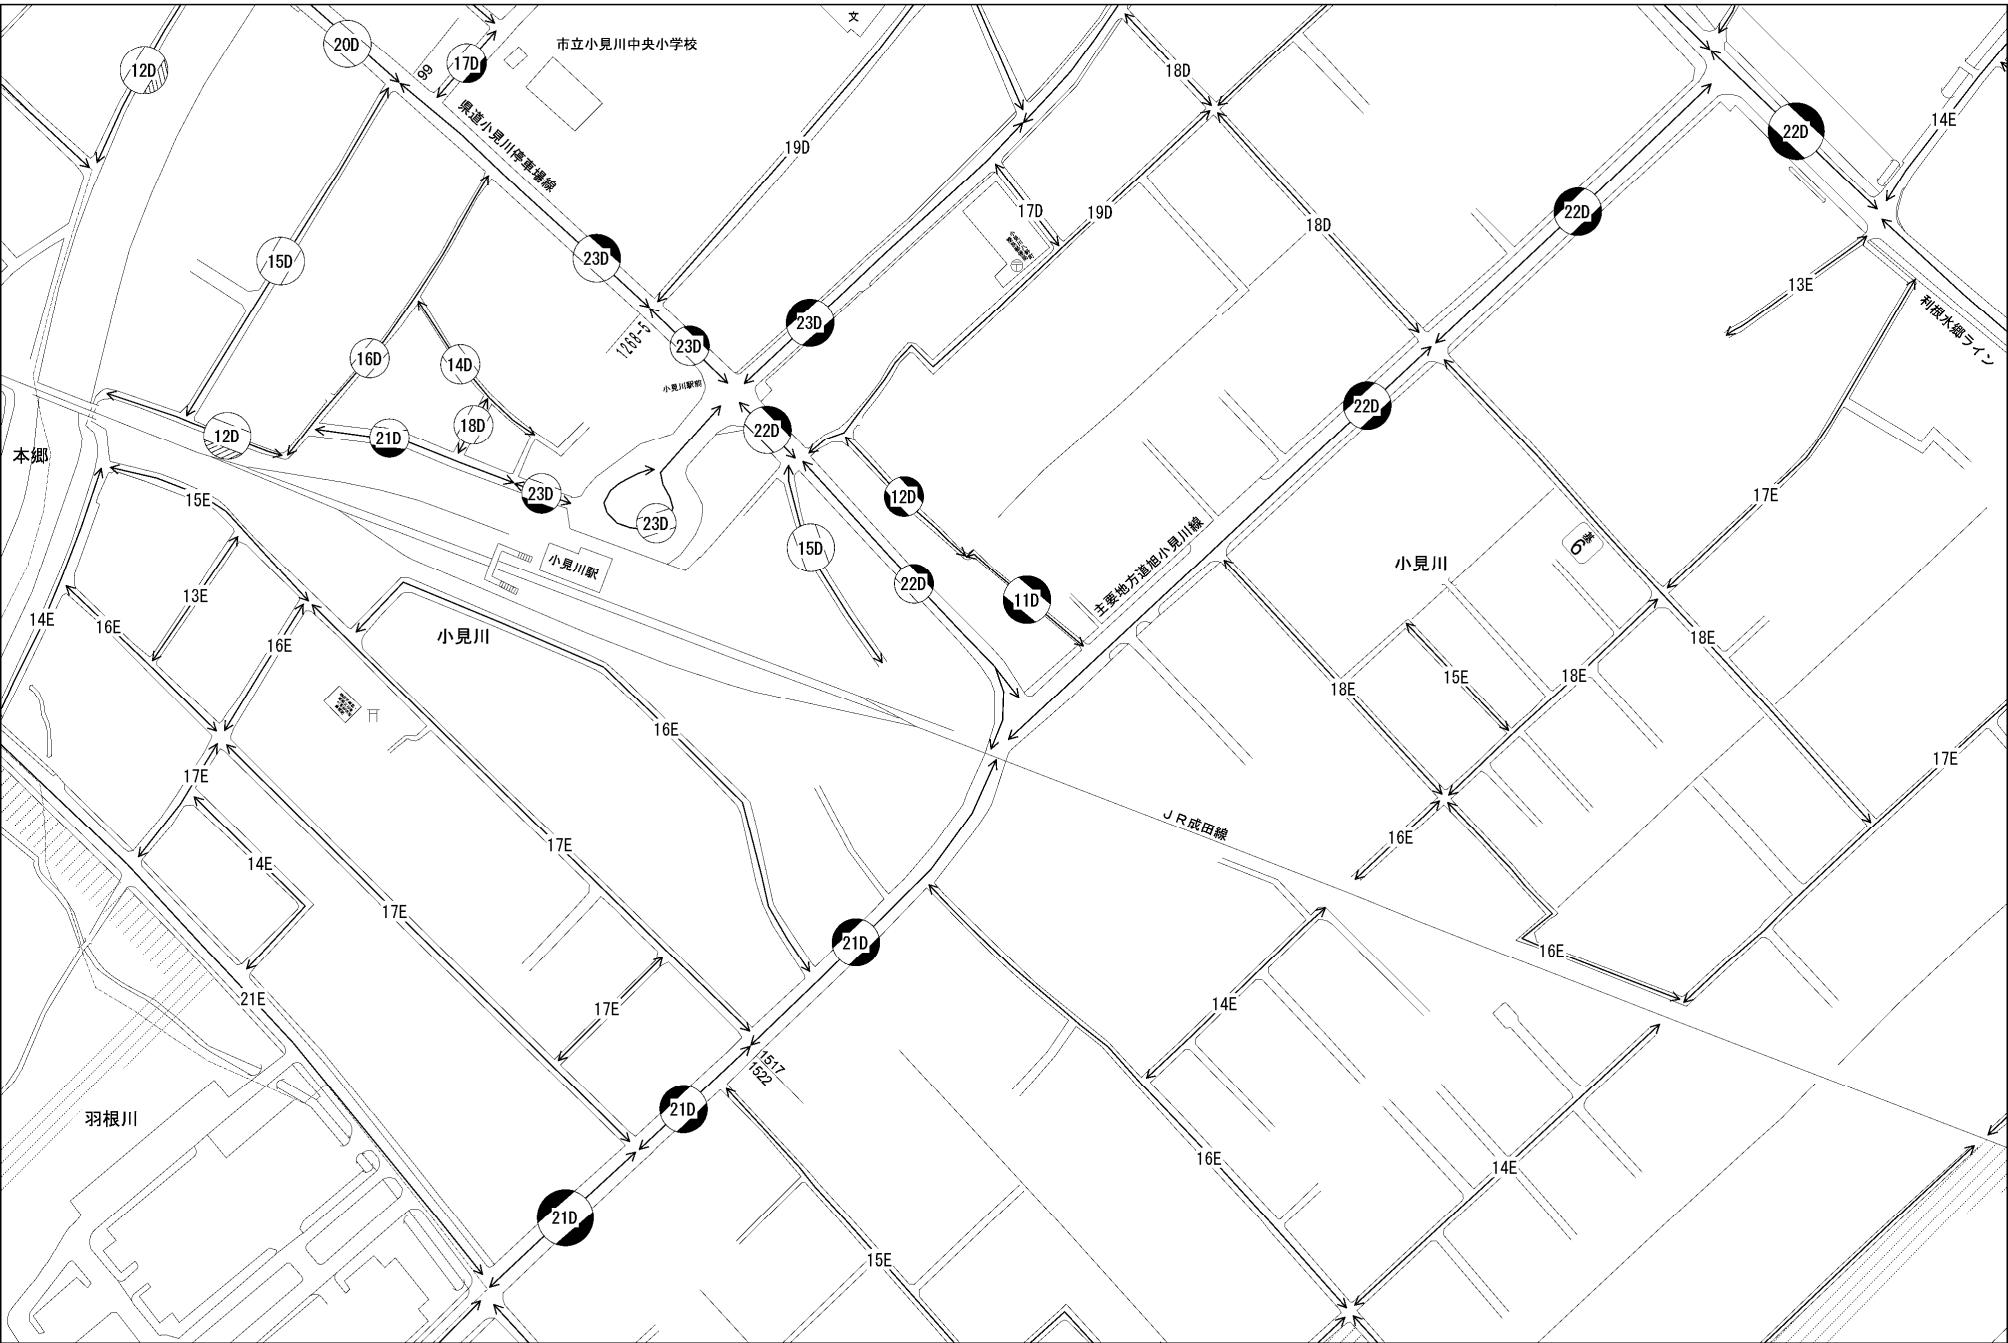 文
20D
17D
市立小見川中央小学校
12D
99
県道小見川停車場線
18D
22D
14E
19D
17D
19D
22D
18D
15D
23D
13E
利根水郷ライン
23D
23D
1268-5
16D
14D
小見川駅前
22D
18D
22D
12D
21D
本郷
15E
23D
23D
12D
17E
15D
主要地方道旭小見川線
小見川
基
6
小見川駅
22D
11D
13E
14E
16E
16E
小見川
18E
15E
18E
18E
16E
17E
17E
JR成田線
16E
14E
17E
17E
21D
16E
21E
17E
14E
1517
1522
羽根川
21D
16E
14E
21D
15E